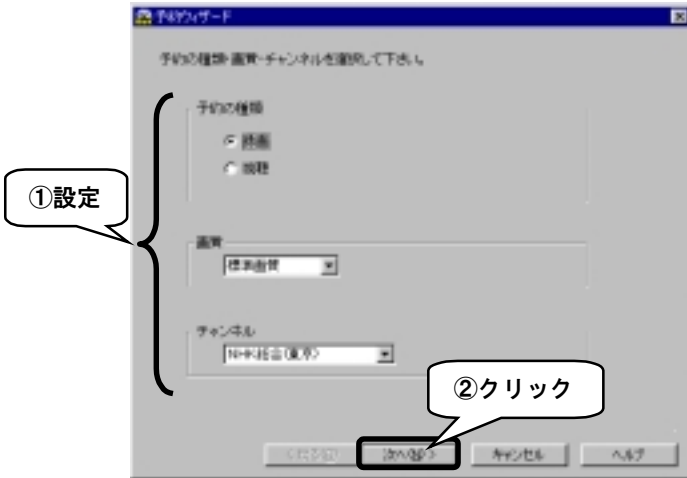 予約ウィザード
予約の種類・画質・チャンネルを選択して下さい。
予約の種類
録画
視聴
①設定
画質
標準画質
チャンネル
NHK総合(東京)
②クリック
< 戻る(B)
次へ(N) >
キャンセル
ヘルプ